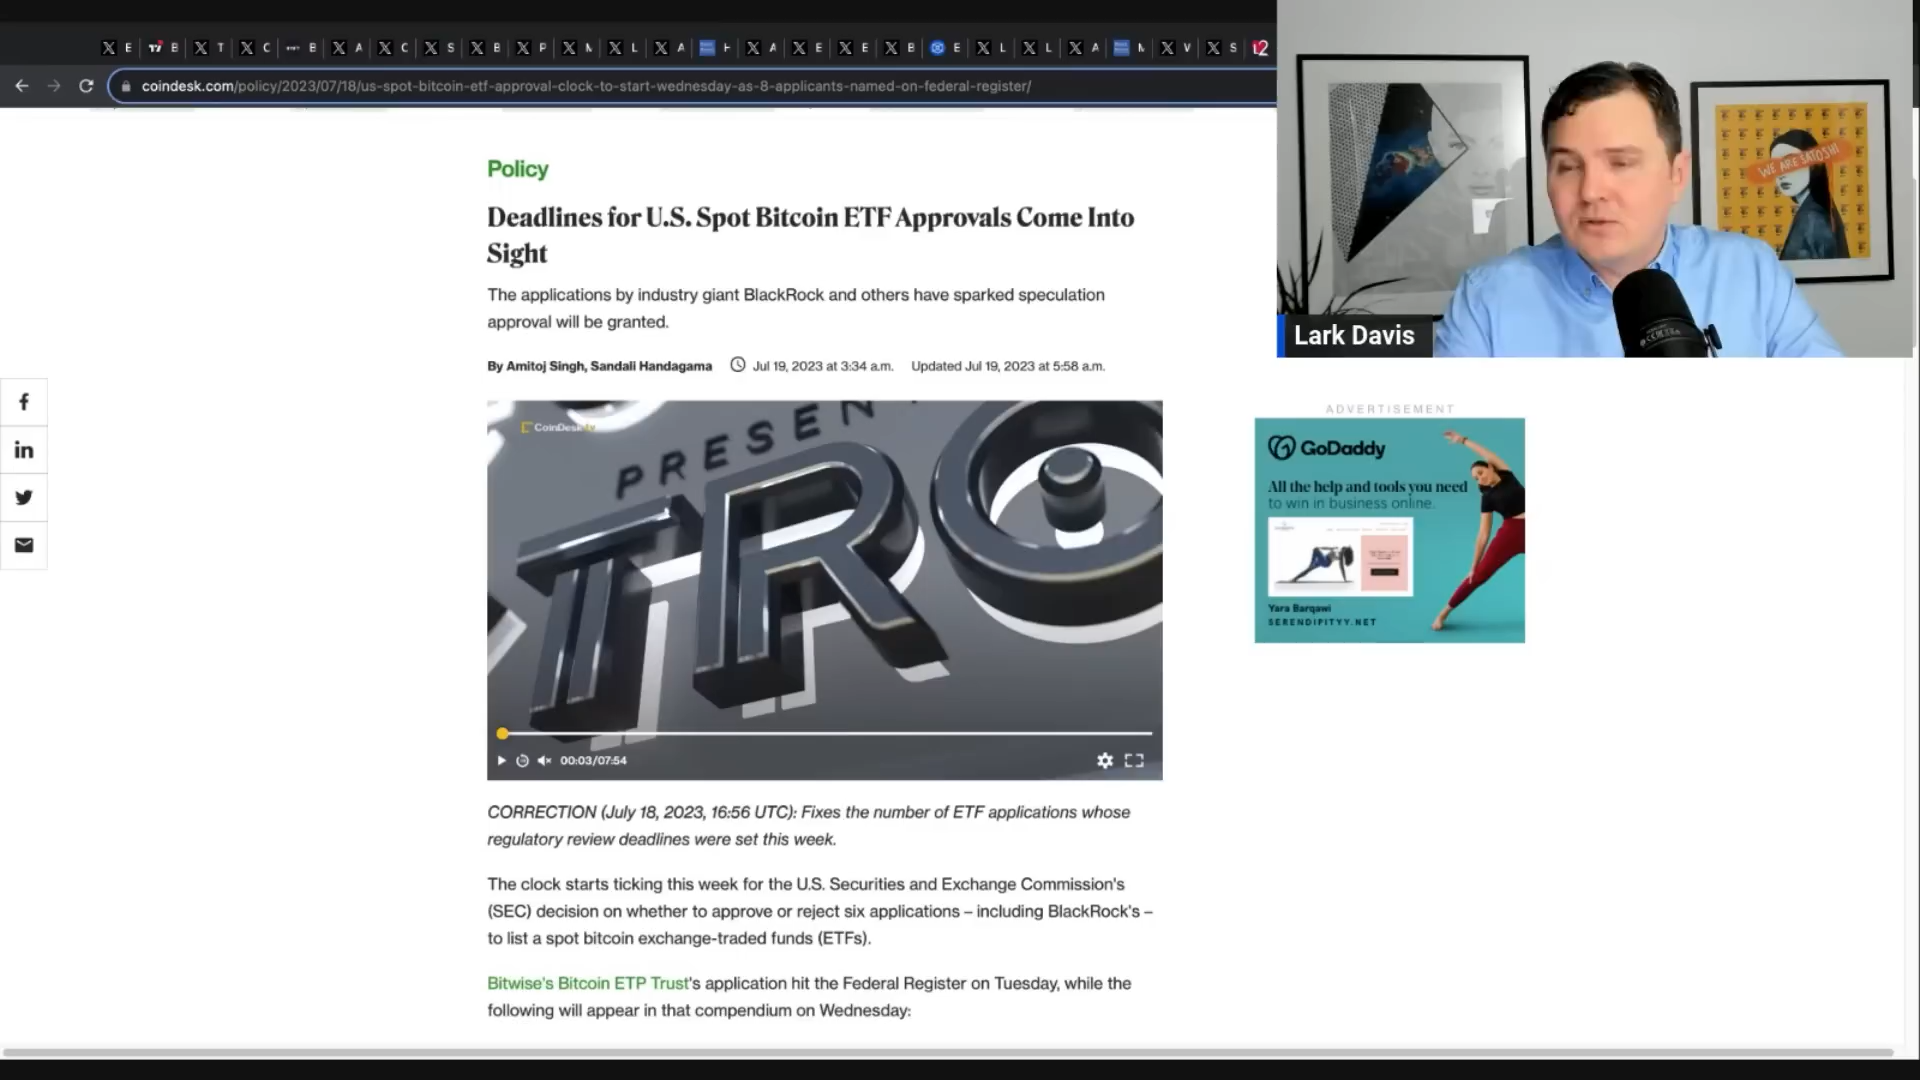 E B T C B A C S B P L A A E E B E L L A V S 2
coindesk.com/policy/2023/07/18/us-spot-bitcoin-etf-approval-clock-to-start-wednesday-as-8-applicants-named-on-federal-register/
WE ARE SATOSHI
Lark Davis
Policy
Deadlines for U.S. Spot Bitcoin ETF Approvals Come Into
Sight
The applications by industry giant BlackRock and others have sparked speculation
approval will be granted.
By Amitoj Singh, Sandali Handagama Jul 19, 2023 at 3:34 a.m. Updated Jul 19, 2023 at 5:58 a.m.
f
in
CoinDesk
PRESEN
TRO
00:03/07:54
ADVERTISEMENT
GoDaddy
All the help and tools you need
to win in business online.
Yara Barqawi
SERENDIPITYY.NET
CORRECTION (July 18, 2023, 16:56 UTC): Fixes the number of ETF applications whose
regulatory review deadlines were set this week.
The clock starts ticking this week for the U.S. Securities and Exchange Commission's
(SEC) decision on whether to approve or reject six applications – including BlackRock's –
to list a spot bitcoin exchange-traded funds (ETFs).
Bitwise's Bitcoin ETP Trust's application hit the Federal Register on Tuesday, while the
following will appear in that compendium on Wednesday: